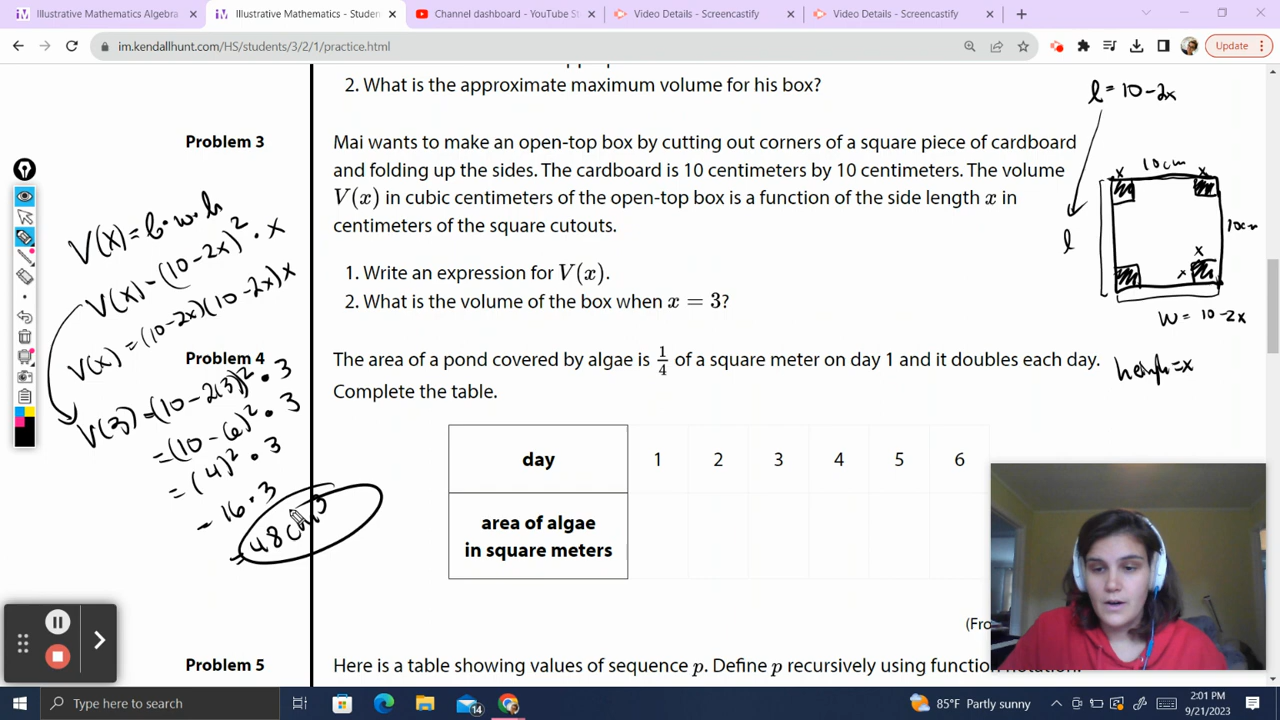 Illustrative Mathematics Algebra
Illustrative Mathematics - Studen
Channel dashboard - YouTube St
Video Details - Screencastify
Video Details - Screencastify
im.kendallhunt.com/HS/students/3/2/1/practice.html
Update
2. What is the approximate maximum volume for his box?
Problem 3
Mai wants to make an open-top box by cutting out corners of a square piece of cardboard
and folding up the sides. The cardboard is 10 centimeters by 10 centimeters. The volume
V(x) in cubic centimeters of the open-top box is a function of the side length x in
centimeters of the square cutouts.
1. Write an expression for V(x).
2. What is the volume of the box when x = 3?
V(x) = l · w · h
V(x) = (10-2x)² · x
V(x) = (10-2x)(10-2x)x
V(3) = (10-2(3))² · 3
= (10-6)² · 3
= (4)² · 3
= 16 · 3
= 48 cm3
l = 10-2x
10cm
x
x
10cm
l
x
x
w = 10-2x
height = x
Problem 4
The area of a pond covered by algae is 1/4 of a square meter on day 1 and it doubles each day.
Complete the table.
day 1 2 3 4 5 6
area of algae
in square meters
(Fro
Problem 5
Here is a table showing values of sequence p. Define p recursively using function notation.
Type here to search
14
85°F Partly sunny
2:01 PM
9/21/2023